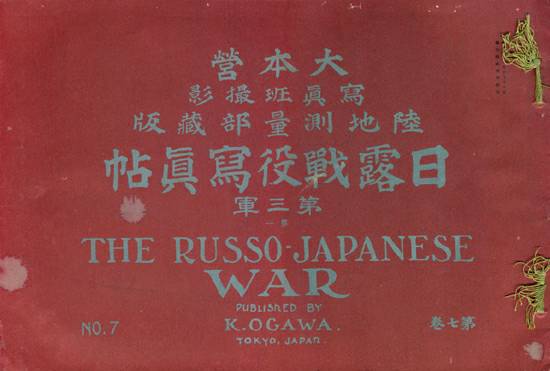 大本營
寫眞班撮影
陸地測量部藏版
日露戰役寫眞帖
第三軍
THE RUSSO-JAPANESE
WAR
PUBLISHED BY
K. OGAWA.
TOKYO, JAPAN.
NO. 7
第七巻